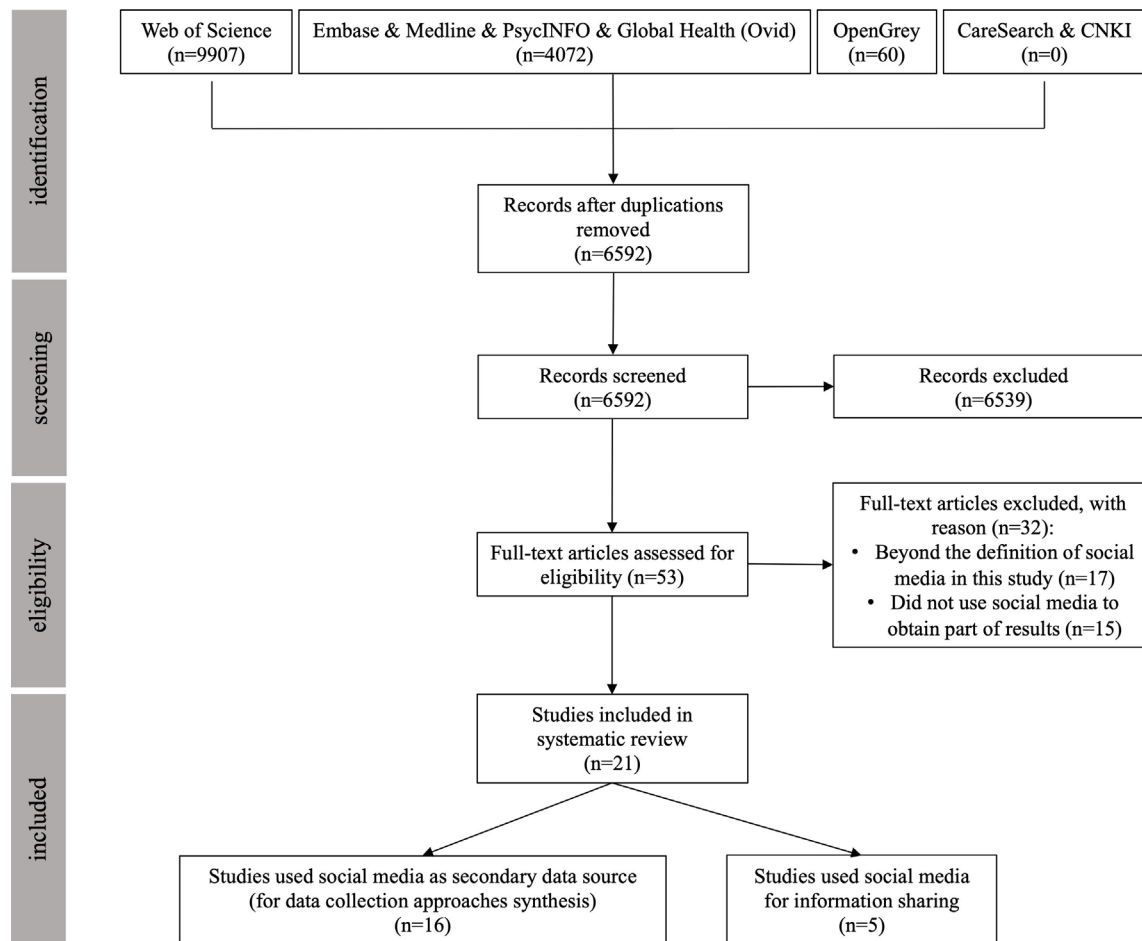 identification
Web of Science
(n=9907)
Embase & Medline & PsycINFO & Global Health (Ovid)
(n=4072)
OpenGrey
(n=60)
CareSearch & CNKI
(n=0)
Records after duplications
removed
(n=6592)
screening
Records screened
(n=6592)
Records excluded
(n=6539)
eligibility
Full-text articles assessed for
eligibility (n=53)
Full-text articles excluded, with
reason (n=32):
• Beyond the definition of social
media in this study (n=17)
• Did not use social media to
obtain part of results (n=15)
included
Studies included in
systematic review
(n=21)
Studies used social media as secondary data source
(for data collection approaches synthesis)
(n=16)
Studies used social media
for information sharing
(n=5)